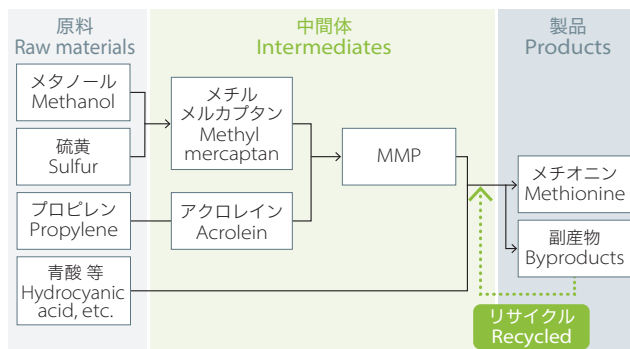 原料
Raw materials
中間体
Intermediates
製品
Products
メタノール
Methanol
硫黄
Sulfur
プロピレン
Propylene
青酸 等
Hydrocyanic
acid, etc.
メチル
メルカプタン
Methyl
mercaptan
アクロレイン
Acrolein
MMP
メチオニン
Methionine
副産物
Byproducts
リサイクル
Recycled